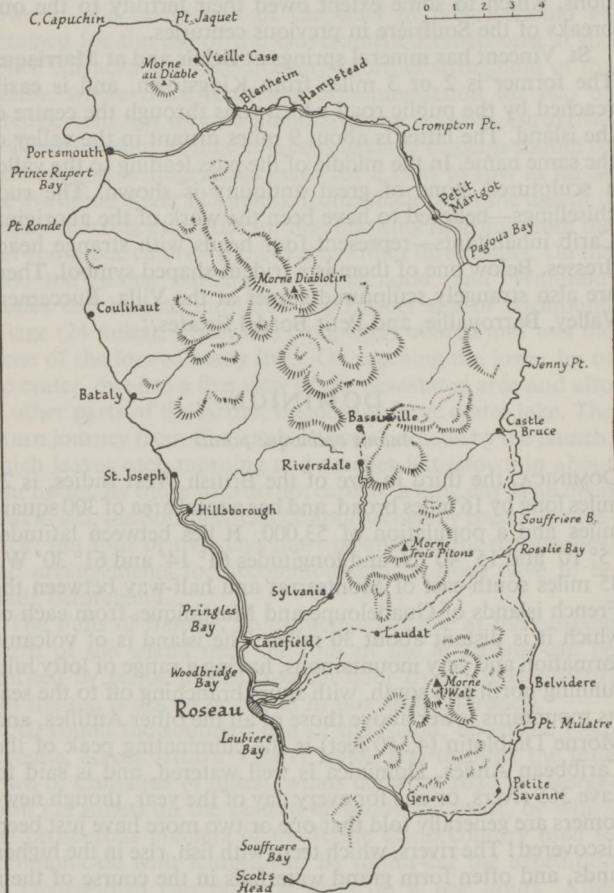 C. Capuchin
Pt. Jaquet
0 1 2 3 4
Vieille Case
Morne
au Diable
Blenheim
Hampstead
Crompton Pt.
Portsmouth
Prince Rupert
Bay
Petit
Marigot
Pt. Ronde
Pagoua Bay
Morne Diablotin
Coulihaut
Jenny Pt.
Bataly
Bassinville
Castle
Bruce
St. Joseph
Riversdale
Hillsborough
Souffriere B.
Morne
Trois Pitons
Rosalie Bay
Sylvania
Pringles
Bay
Laudat
Canefield
Woodbridge
Bay
Morne
Watt
Belvidere
Roseau
Pt. Mulatre
Loubiere
Bay
Geneva
Petite
Savanne
Souffriere
Bay
Scotts
Head